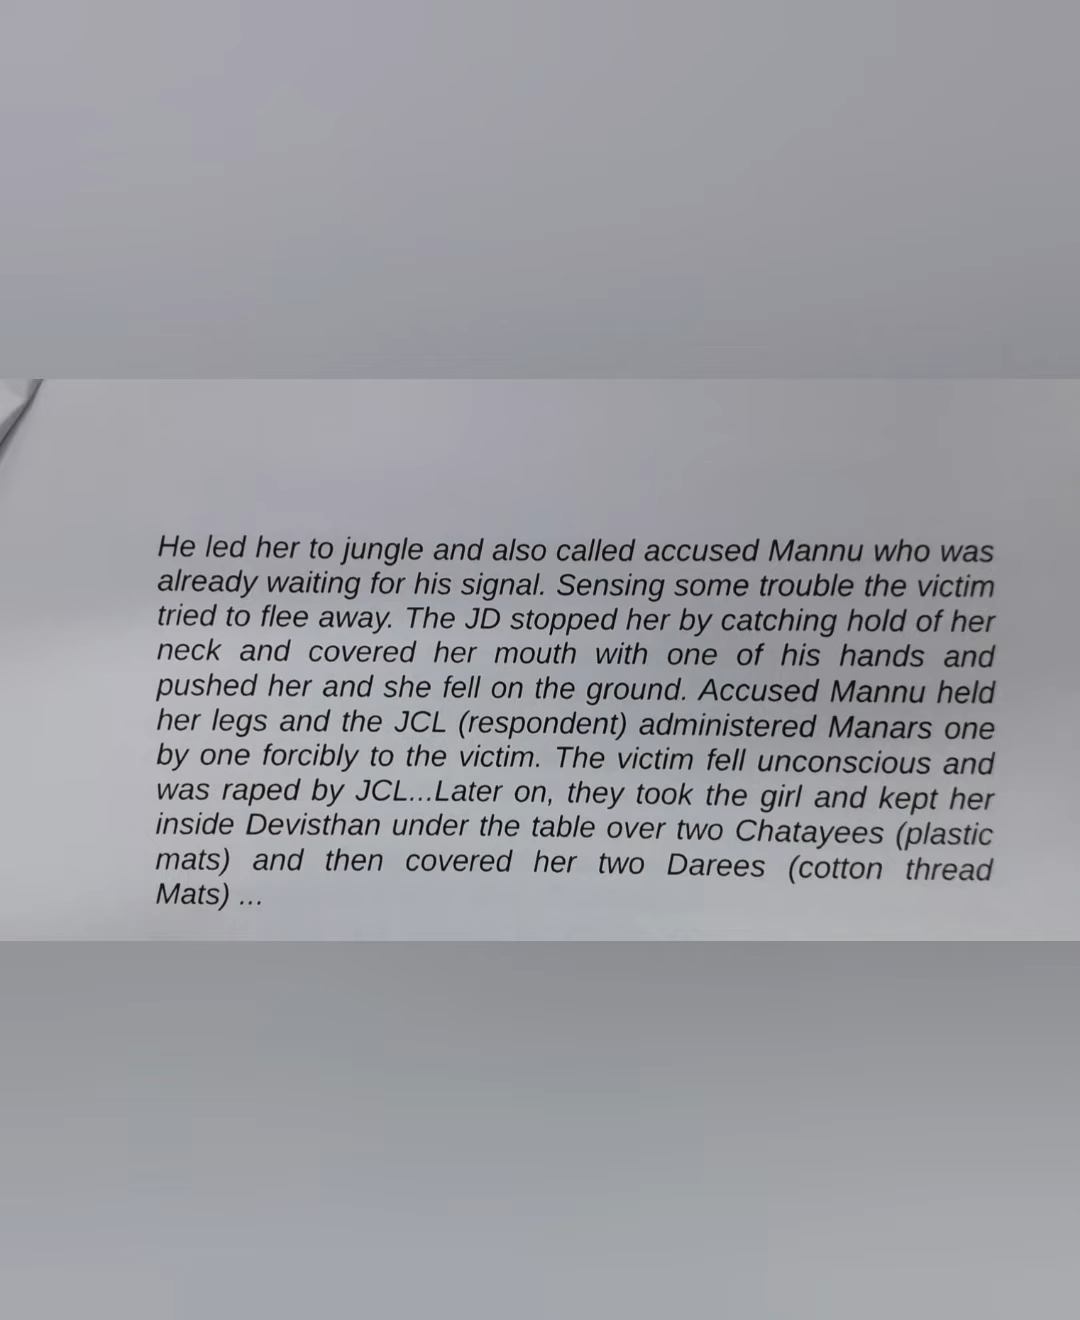 He led her to jungle and also called accused Mannu who was
already waiting for his signal. Sensing some trouble the victim
tried to flee away. The JD stopped her by catching hold of her
neck and covered her mouth with one of his hands and
pushed her and she fell on the ground. Accused Mannu held
her legs and the JCL (respondent) administered Manars one
by one forcibly to the victim. The victim fell unconscious and
was raped by JCL...Later on, they took the girl and kept her
inside Devisthan under the table over two Chatayees (plastic
mats) and then covered her two Darees (cotton thread
Mats) ...